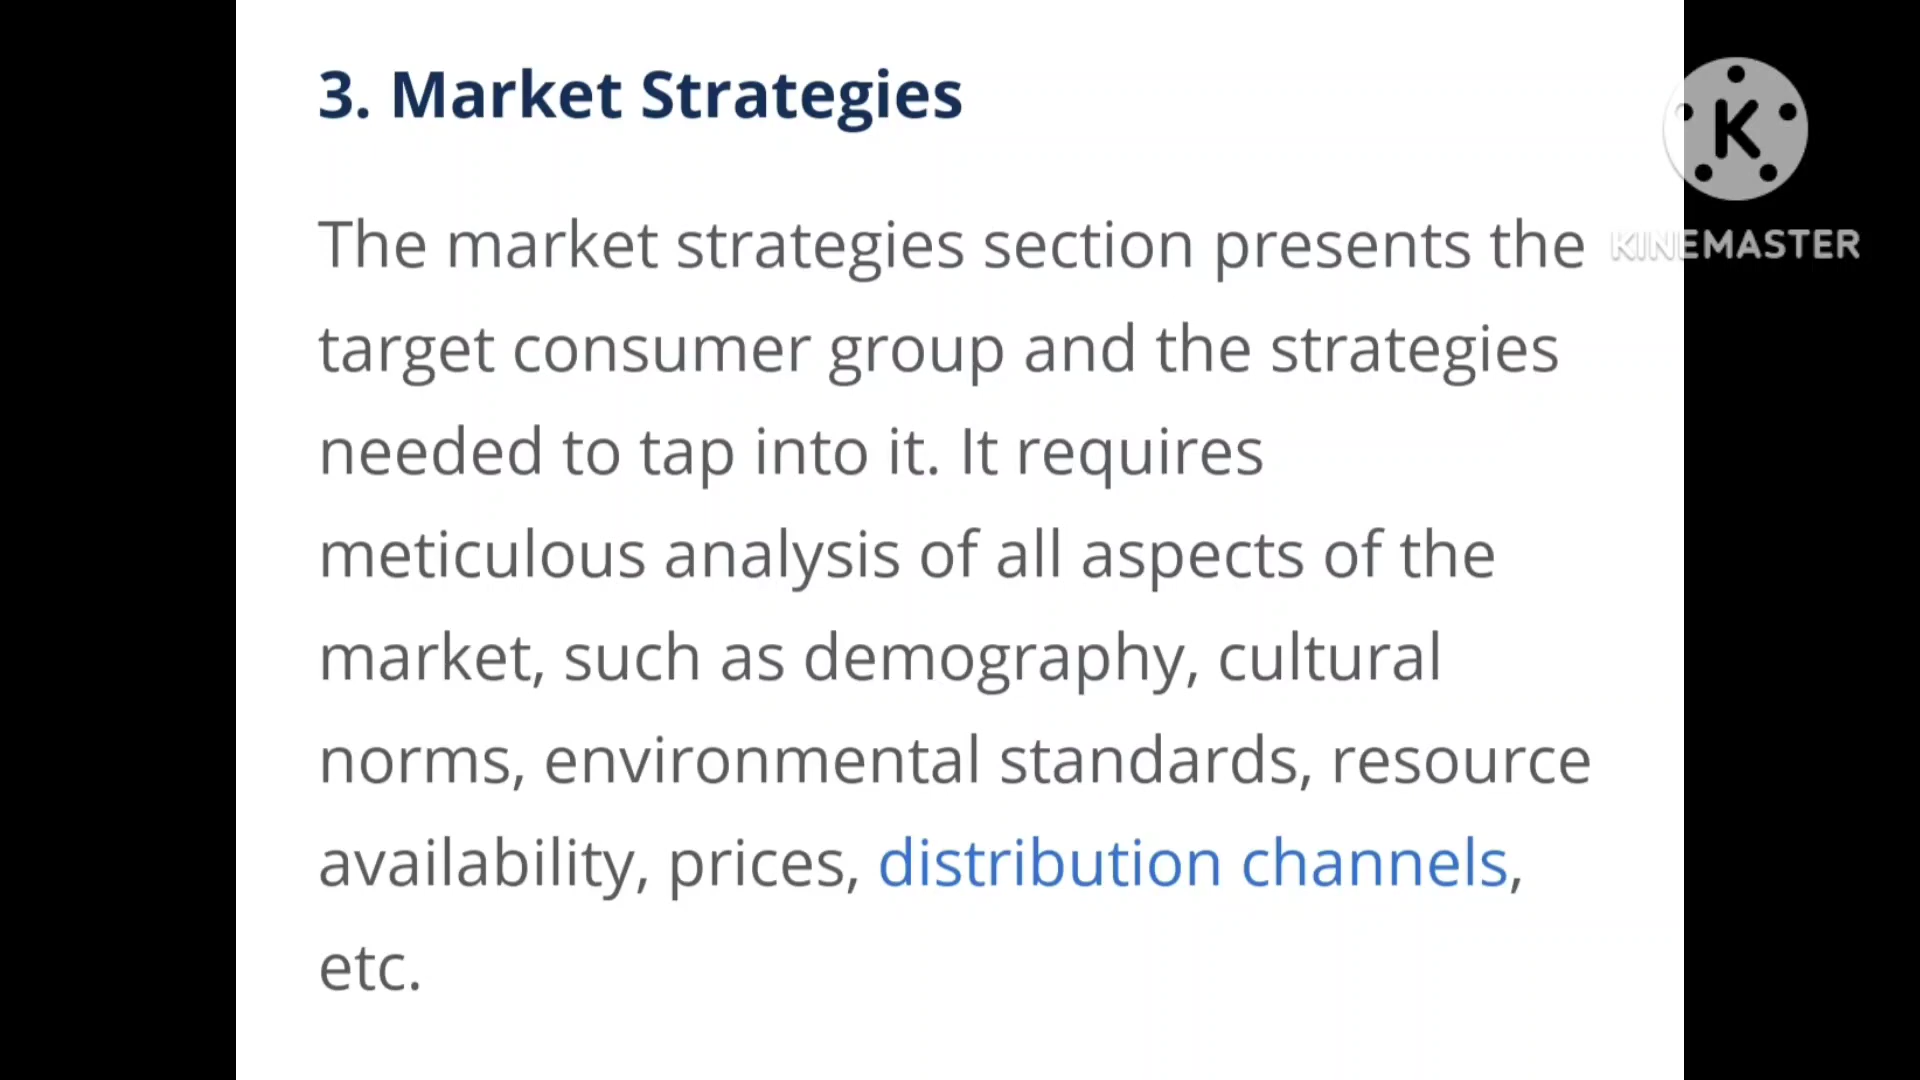 3. Market Strategies
The market strategies section presents the
target consumer group and the strategies
needed to tap into it. It requires
meticulous analysis of all aspects of the
market, such as demography, cultural
norms, environmental standards, resource
availability, prices, distribution channels,
etc.
K
KINEMASTER